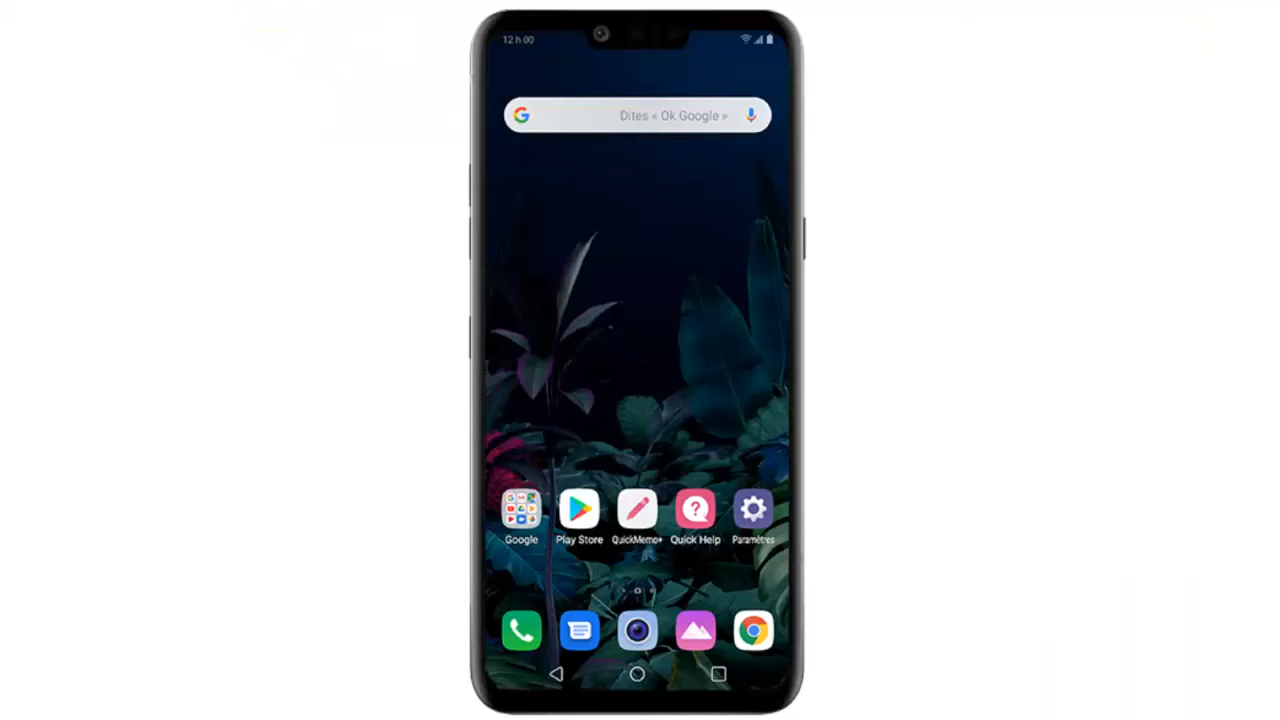 12 h 00
Dites « Ok Google »
Google
Play Store
QuickMemo+
Quick Help
Paramètres